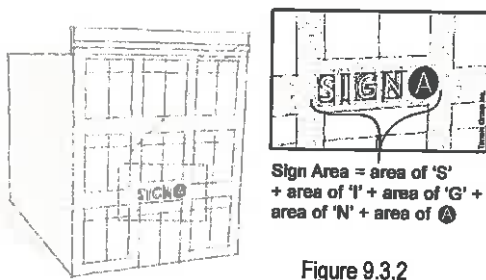 SIGN A
SIGN A
Sign Area = area of 'S'
+ area of 'I' + area of 'G' +
area of 'N' + area of A
Figure 9.3.2